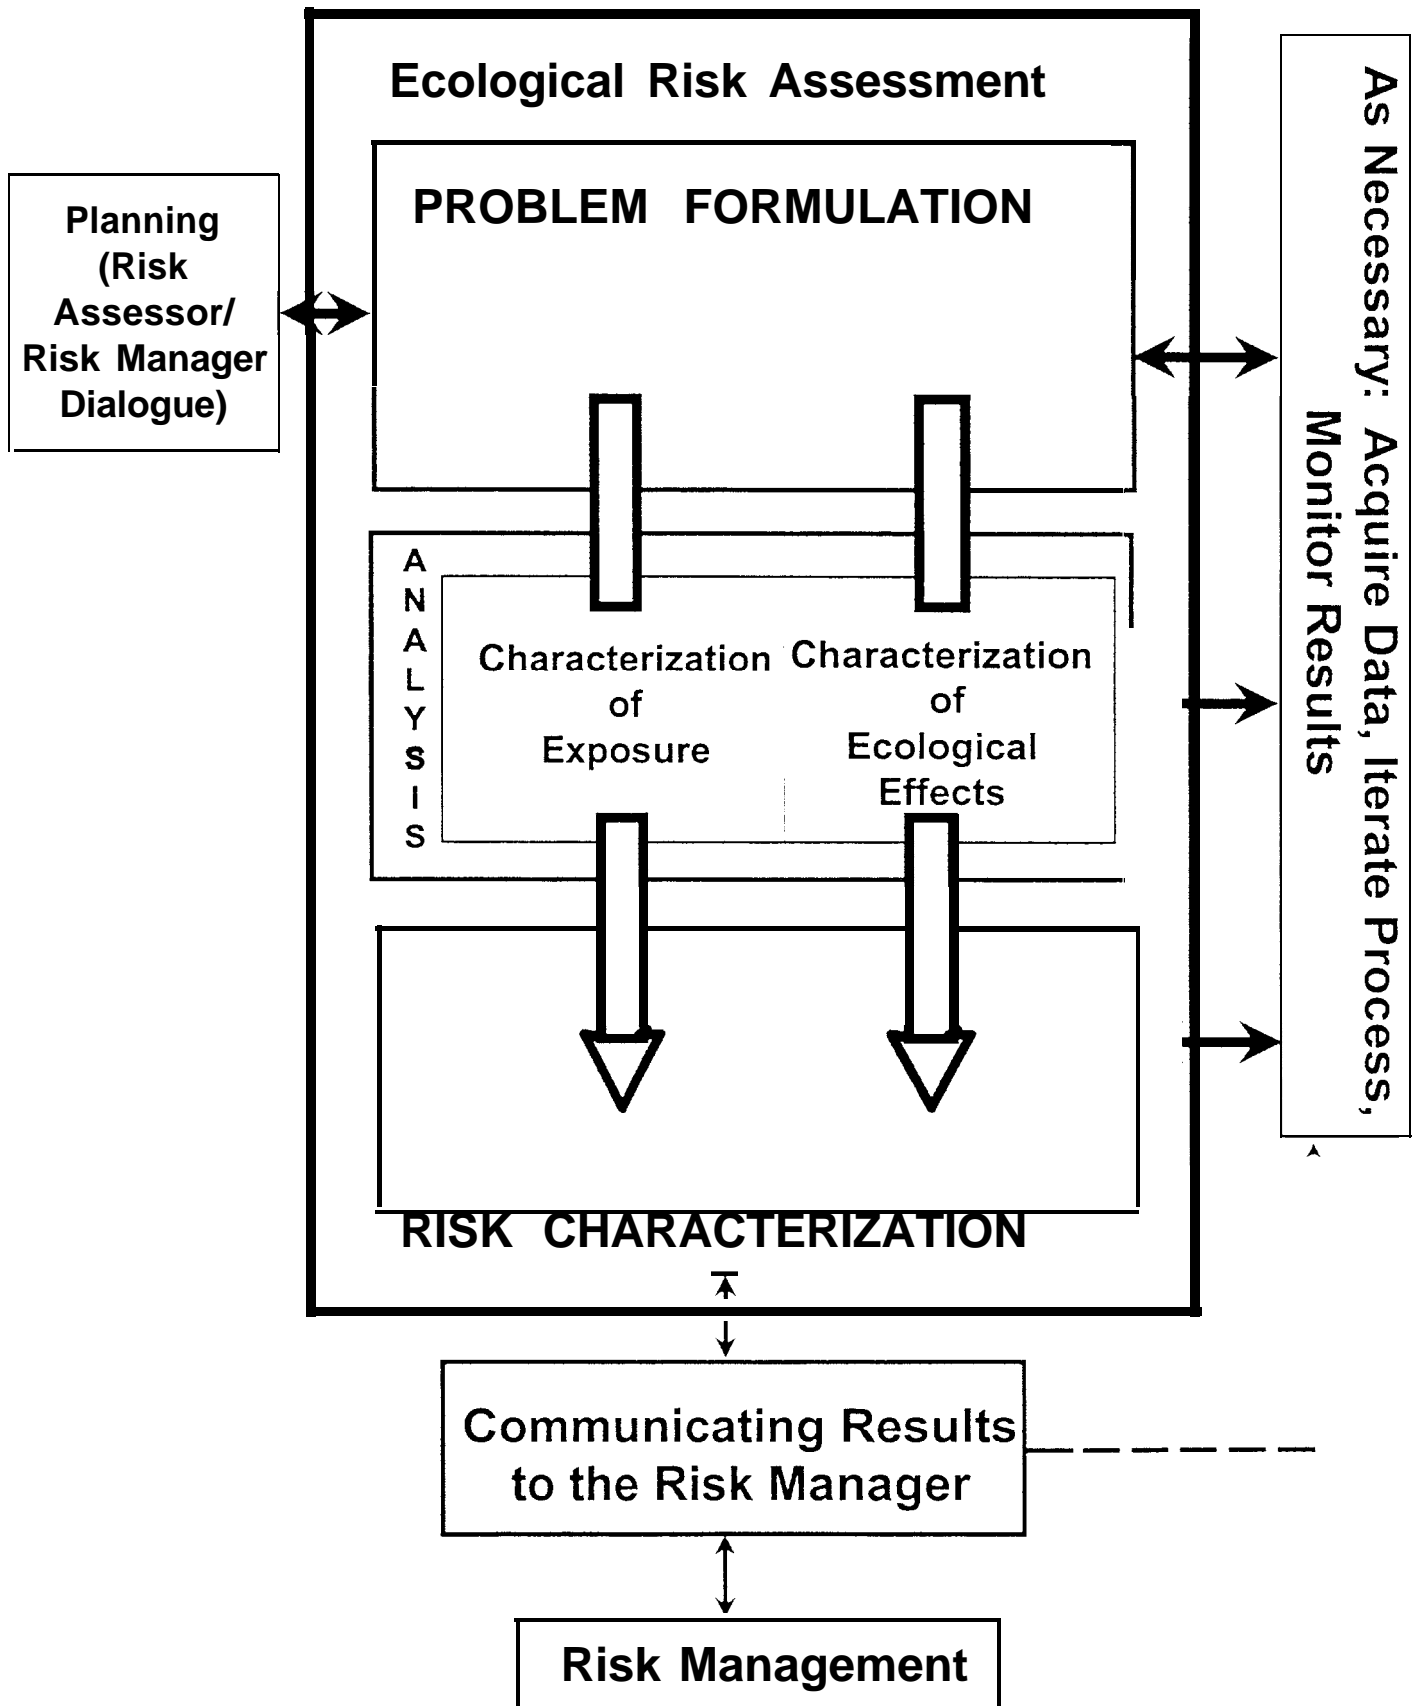 Ecological Risk Assessment
PROBLEM FORMULATION
Planning
(Risk
Assessor/
Risk Manager
Dialogue)
ANALYSIS
Characterization
of
Exposure
Characterization
of
Ecological
Effects
RISK CHARACTERIZATION
Communicating Results
to the Risk Manager
Risk Management
As Necessary: Acquire Data, Iterate Process,
Monitor Results